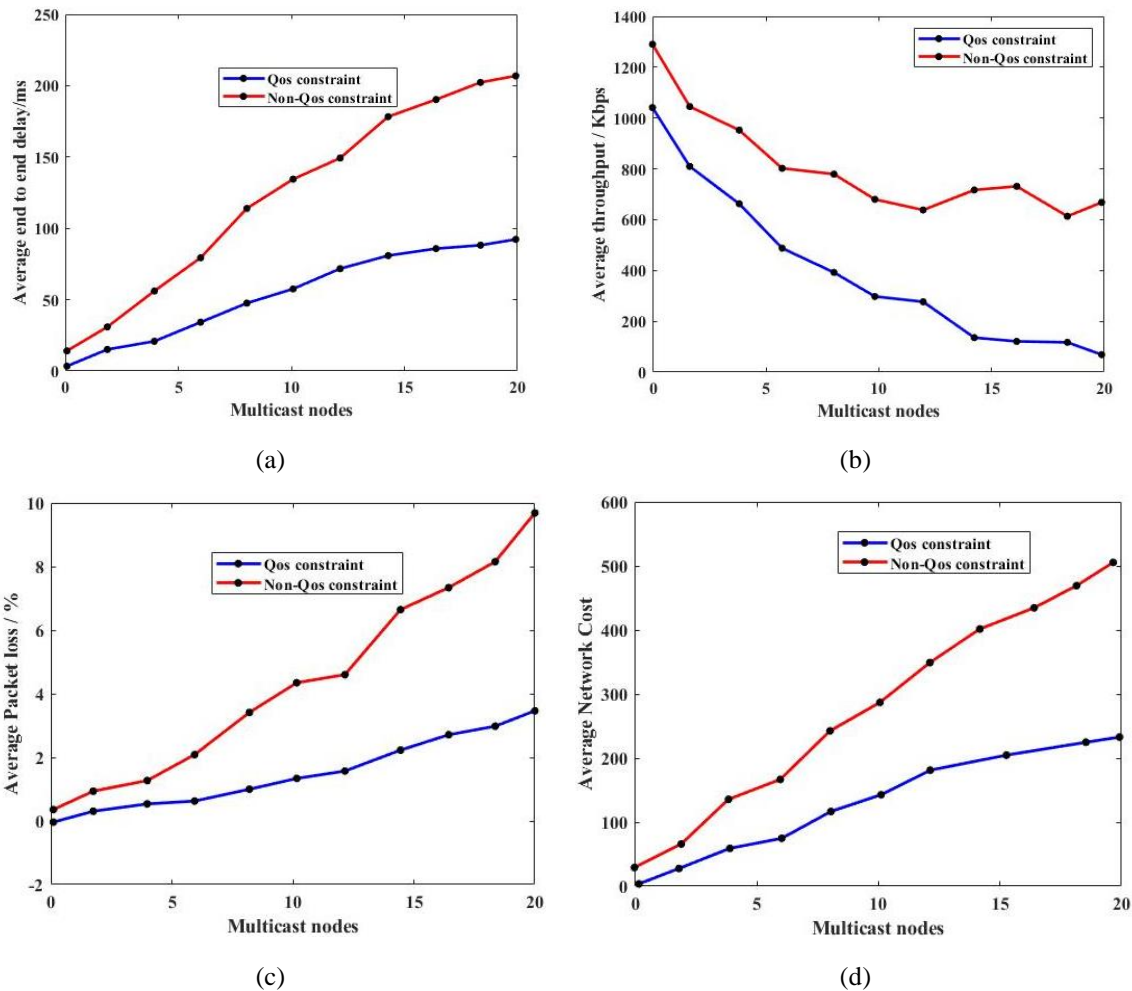 250
200
150
100
50
0
0 5 10 15 20
Average end to end delay/ms
Multicast nodes
Qos constraint
Non-Qos constraint
(a)
1400
1200
1000
800
600
400
200
0
0 5 10 15 20
Average throughput / Kbps
Multicast nodes
Qos constraint
Non-Qos constraint
(b)
10
8
6
4
2
0
-2
0 5 10 15 20
Average Packet loss / %
Multicast nodes
Qos constraint
Non-Qos constraint
(c)
600
500
400
300
200
100
0
0 5 10 15 20
Average Network Cost
Multicast nodes
Qos constraint
Non-Qos constraint
(d)